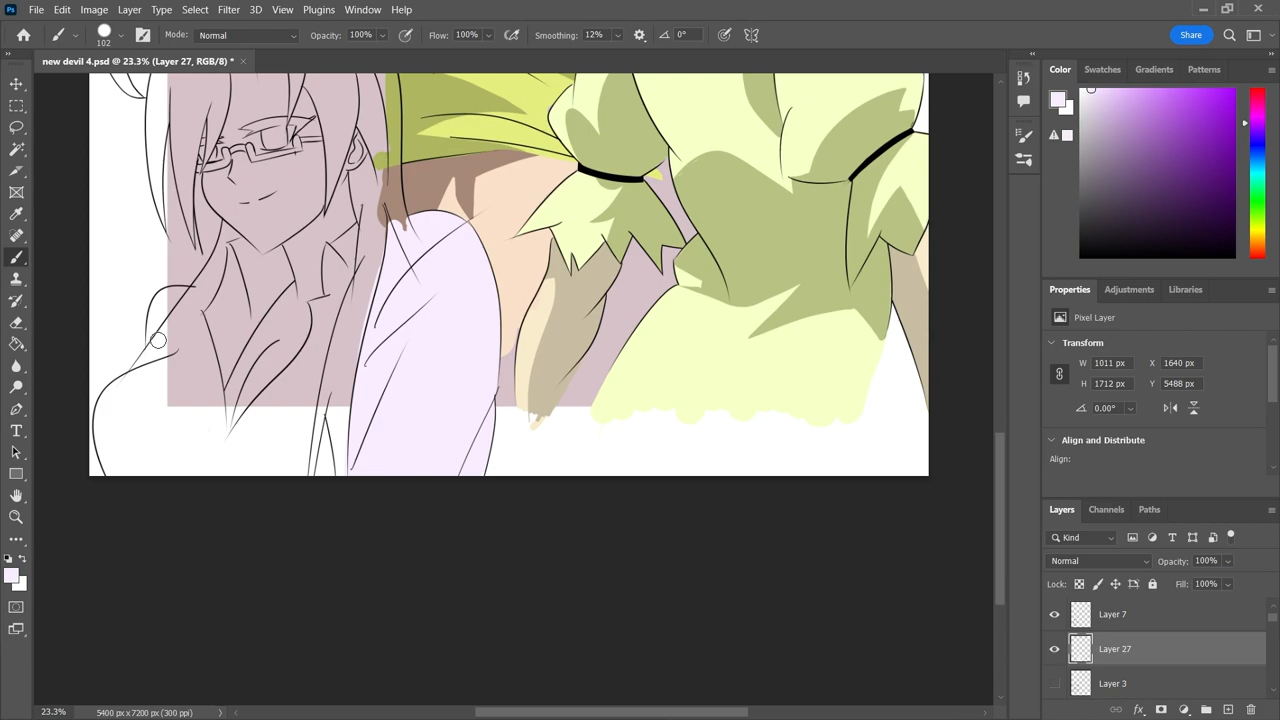 File Edit Image Layer Type Select Filter 3D View Plugins Window Help
102 Mode: Normal Opacity: 100% Flow: 100% Smoothing: 12% 0° Share
new devil 4.psd @ 23.3% (Layer 27, RGB/8) *
Color Swatches Gradients Patterns
Properties Adjustments Libraries
Pixel Layer
Transform
W 1011 px X 1640 px
H 1712 px Y 5488 px
0.00°
Align and Distribute
Align:
Layers Channels Paths
Kind
Normal Opacity: 100%
Lock: Fill: 100%
Layer 7
Layer 27
Layer 3
23.3% 5400 px x 7200 px (300 ppi)